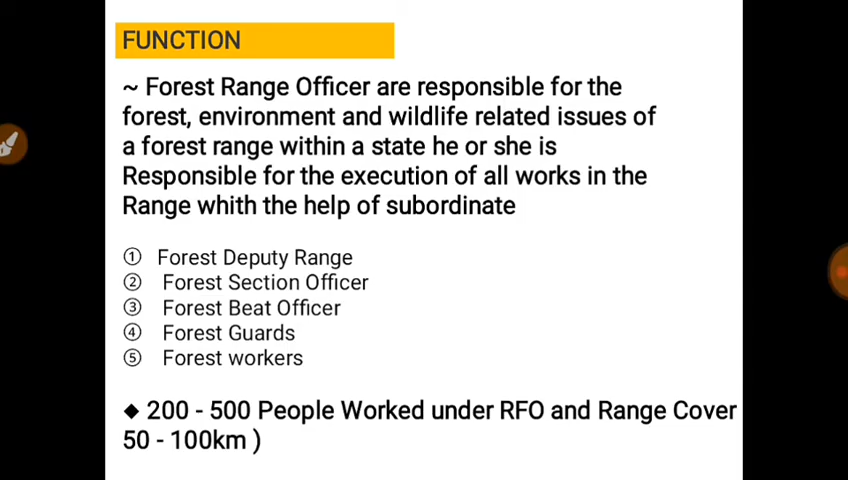 FUNCTION
~ Forest Range Officer are responsible for the
forest, environment and wildlife related issues of
a forest range within a state he or she is
Responsible for the execution of all works in the
Range whith the help of subordinate
① Forest Deputy Range
② Forest Section Officer
③ Forest Beat Officer
④ Forest Guards
⑤ Forest workers
◆ 200 - 500 People Worked under RFO and Range Cover
50 - 100km )